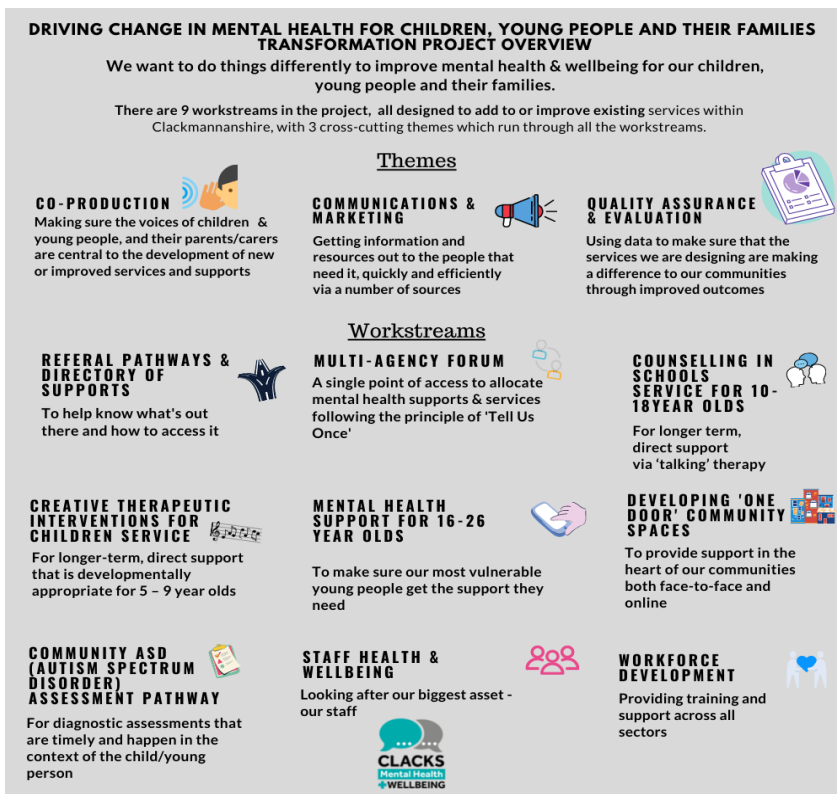 DRIVING CHANGE IN MENTAL HEALTH FOR CHILDREN, YOUNG PEOPLE AND THEIR FAMILIES
TRANSFORMATION PROJECT OVERVIEW
We want to do things differently to improve mental health & wellbeing for our children,
young people and their families.
There are 9 workstreams in the project, all designed to add to or improve existing services within
Clackmannanshire, with 3 cross-cutting themes which run through all the workstreams.
Themes
CO-PRODUCTION
Making sure the voices of children &
young people, and their parents/carers
are central to the development of new
or improved services and supports
COMMUNICATIONS &
MARKETING
Getting information and
resources out to the people that
need it, quickly and efficiently
via a number of sources
QUALITY ASSURANCE
& EVALUATION
Using data to make sure that the
services we are designing are making
a difference to our communities
through improved outcomes
Workstreams
REFERAL PATHWAYS &
DIRECTORY OF
SUPPORTS
To help know what's out
there and how to access it
MULTI-AGENCY FORUM
A single point of access to allocate
mental health supports & services
following the principle of 'Tell Us
Once'
COUNSELLING IN
SCHOOLS
SERVICE FOR 10-
18YEAR OLDS
For longer term,
direct support
via ‘talking’ therapy
CREATIVE THERAPEUTIC
INTERVENTIONS FOR
CHILDREN SERVICE
For longer-term, direct support
that is developmentally
appropriate for 5 – 9 year olds
MENTAL HEALTH
SUPPORT FOR 16-26
YEAR OLDS
To make sure our most vulnerable
young people get the support they
need
DEVELOPING 'ONE
DOOR' COMMUNITY
SPACES
To provide support in the
heart of our communities
both face-to-face and
online
COMMUNITY ASD
(AUTISM SPECTRUM
DISORDER)
ASSESSMENT PATHWAY
For diagnostic assessments that
are timely and happen in the
context of the child/young
person
STAFF HEALTH &
WELLBEING
Looking after our biggest asset -
our staff
WORKFORCE
DEVELOPMENT
Providing training and
support across all
sectors
CLACKS
Mental Health
+WELLBEING